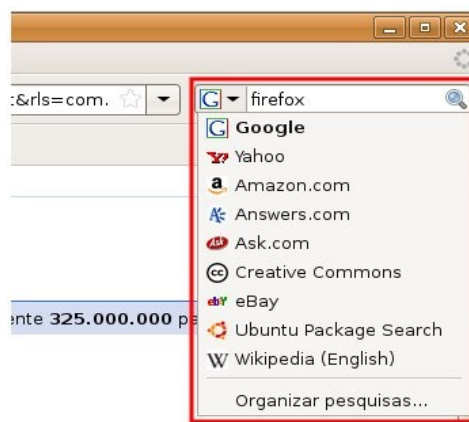 t&rls=com.
firefox
Google
Yahoo
Amazon.com
Answers.com
Ask.com
Creative Commons
eBay
ente 325.000.000 p
Ubuntu Package Search
Wikipedia (English)
Organizar pesquisas...